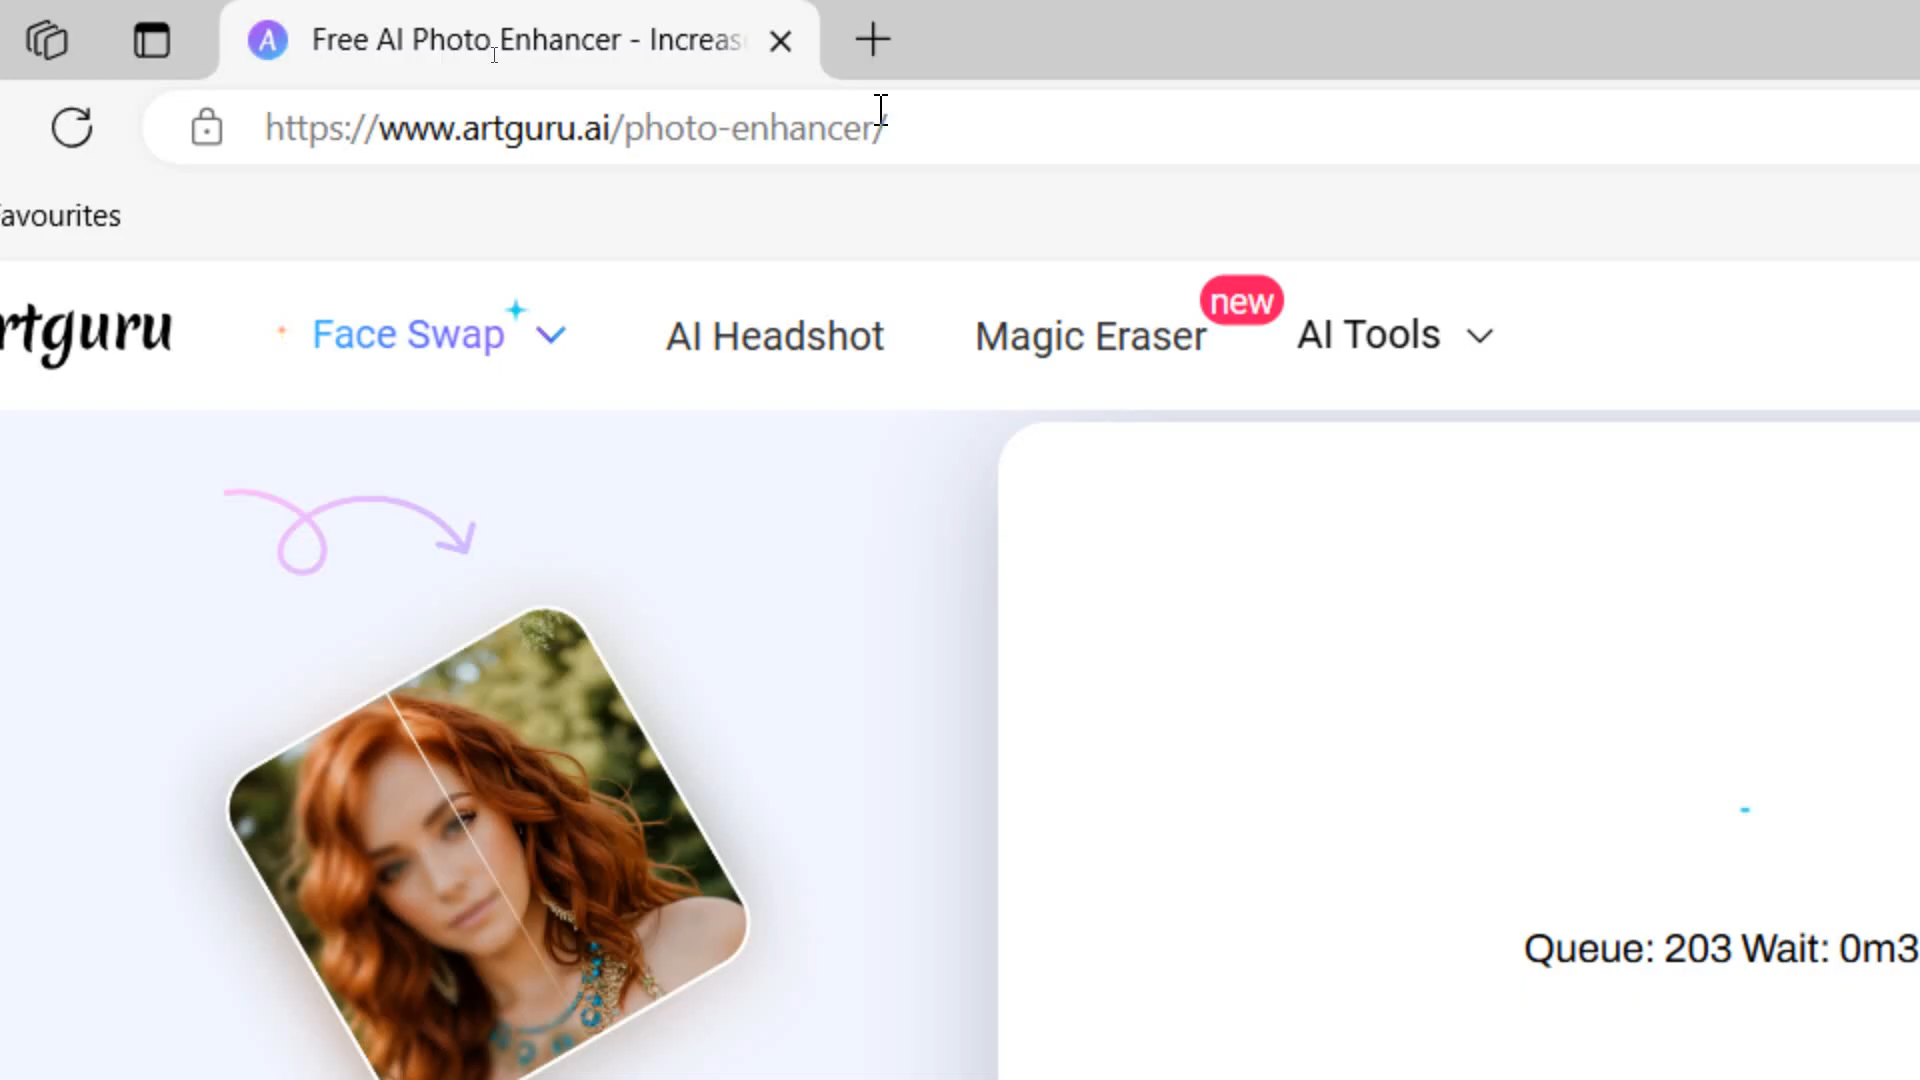 Free AI Photo Enhancer - Increas
https://www.artguru.ai/photo-enhancer/
avourites
rtguru
Face Swap
AI Headshot
Magic Eraser
new
AI Tools
Queue: 203 Wait: 0m3